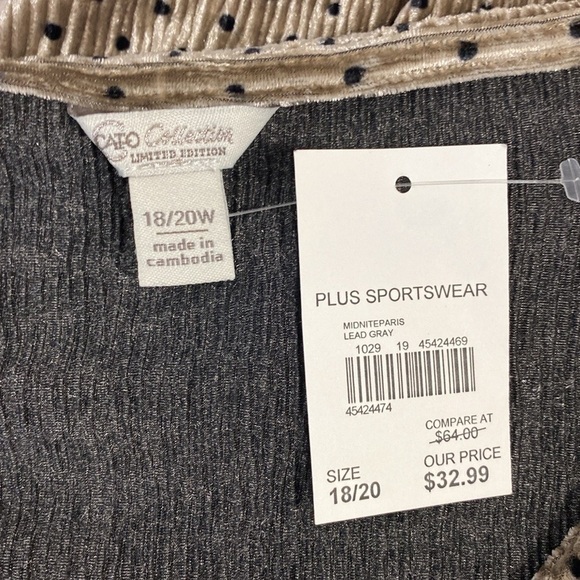 CATO Collection
LIMITED EDITION
18/20W
made in
cambodia
PLUS SPORTSWEAR
MIDNITEPARIS
LEAD GRAY
1029 19 45424469
45424474
COMPARE AT
$64.00
SIZE
18/20
OUR PRICE
$32.99